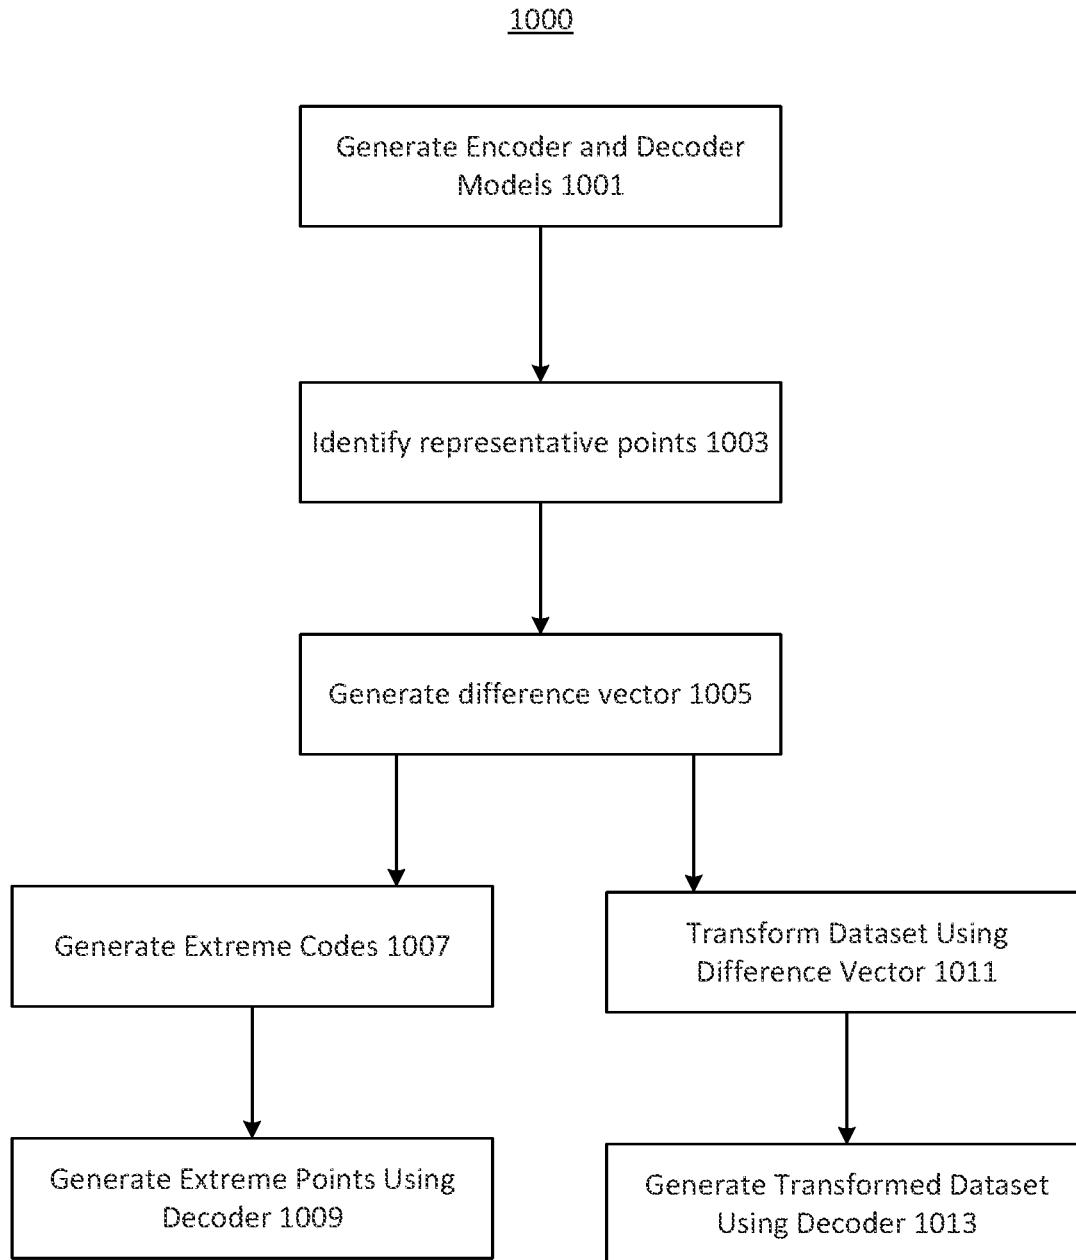 1000
Generate Encoder and Decoder
Models 1001
Identify representative points 1003
Generate difference vector 1005
Generate Extreme Codes 1007
Transform Dataset Using
Difference Vector 1011
Generate Extreme Points Using
Decoder 1009
Generate Transformed Dataset
Using Decoder 1013